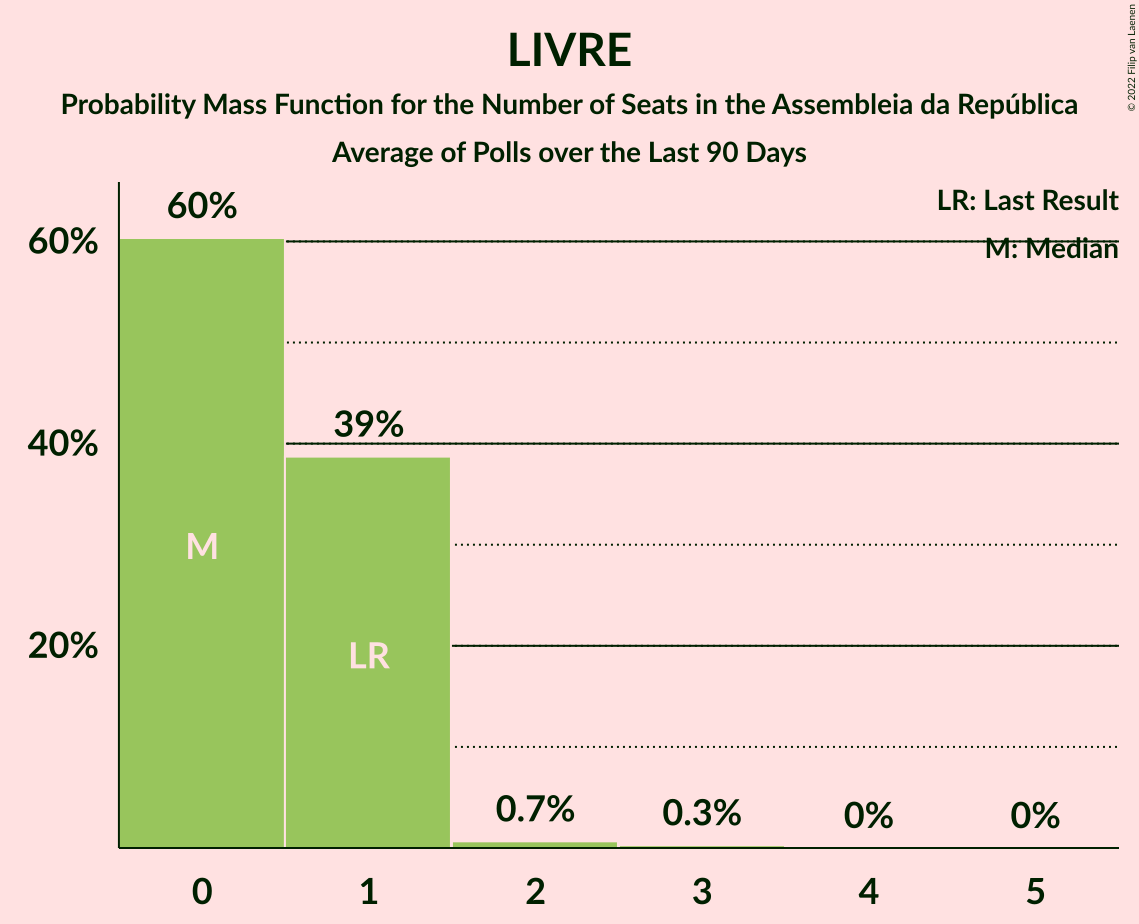 LIVRE
Probability Mass Function for the Number of Seats in the Assembleia da República
Average of Polls over the Last 90 Days
© 2022 Filip van Laenen
LR: Last Result
M: Median
60%
40%
20%
60%
39%
0.7%
0.3%
0%
0%
M
LR
0
1
2
3
4
5